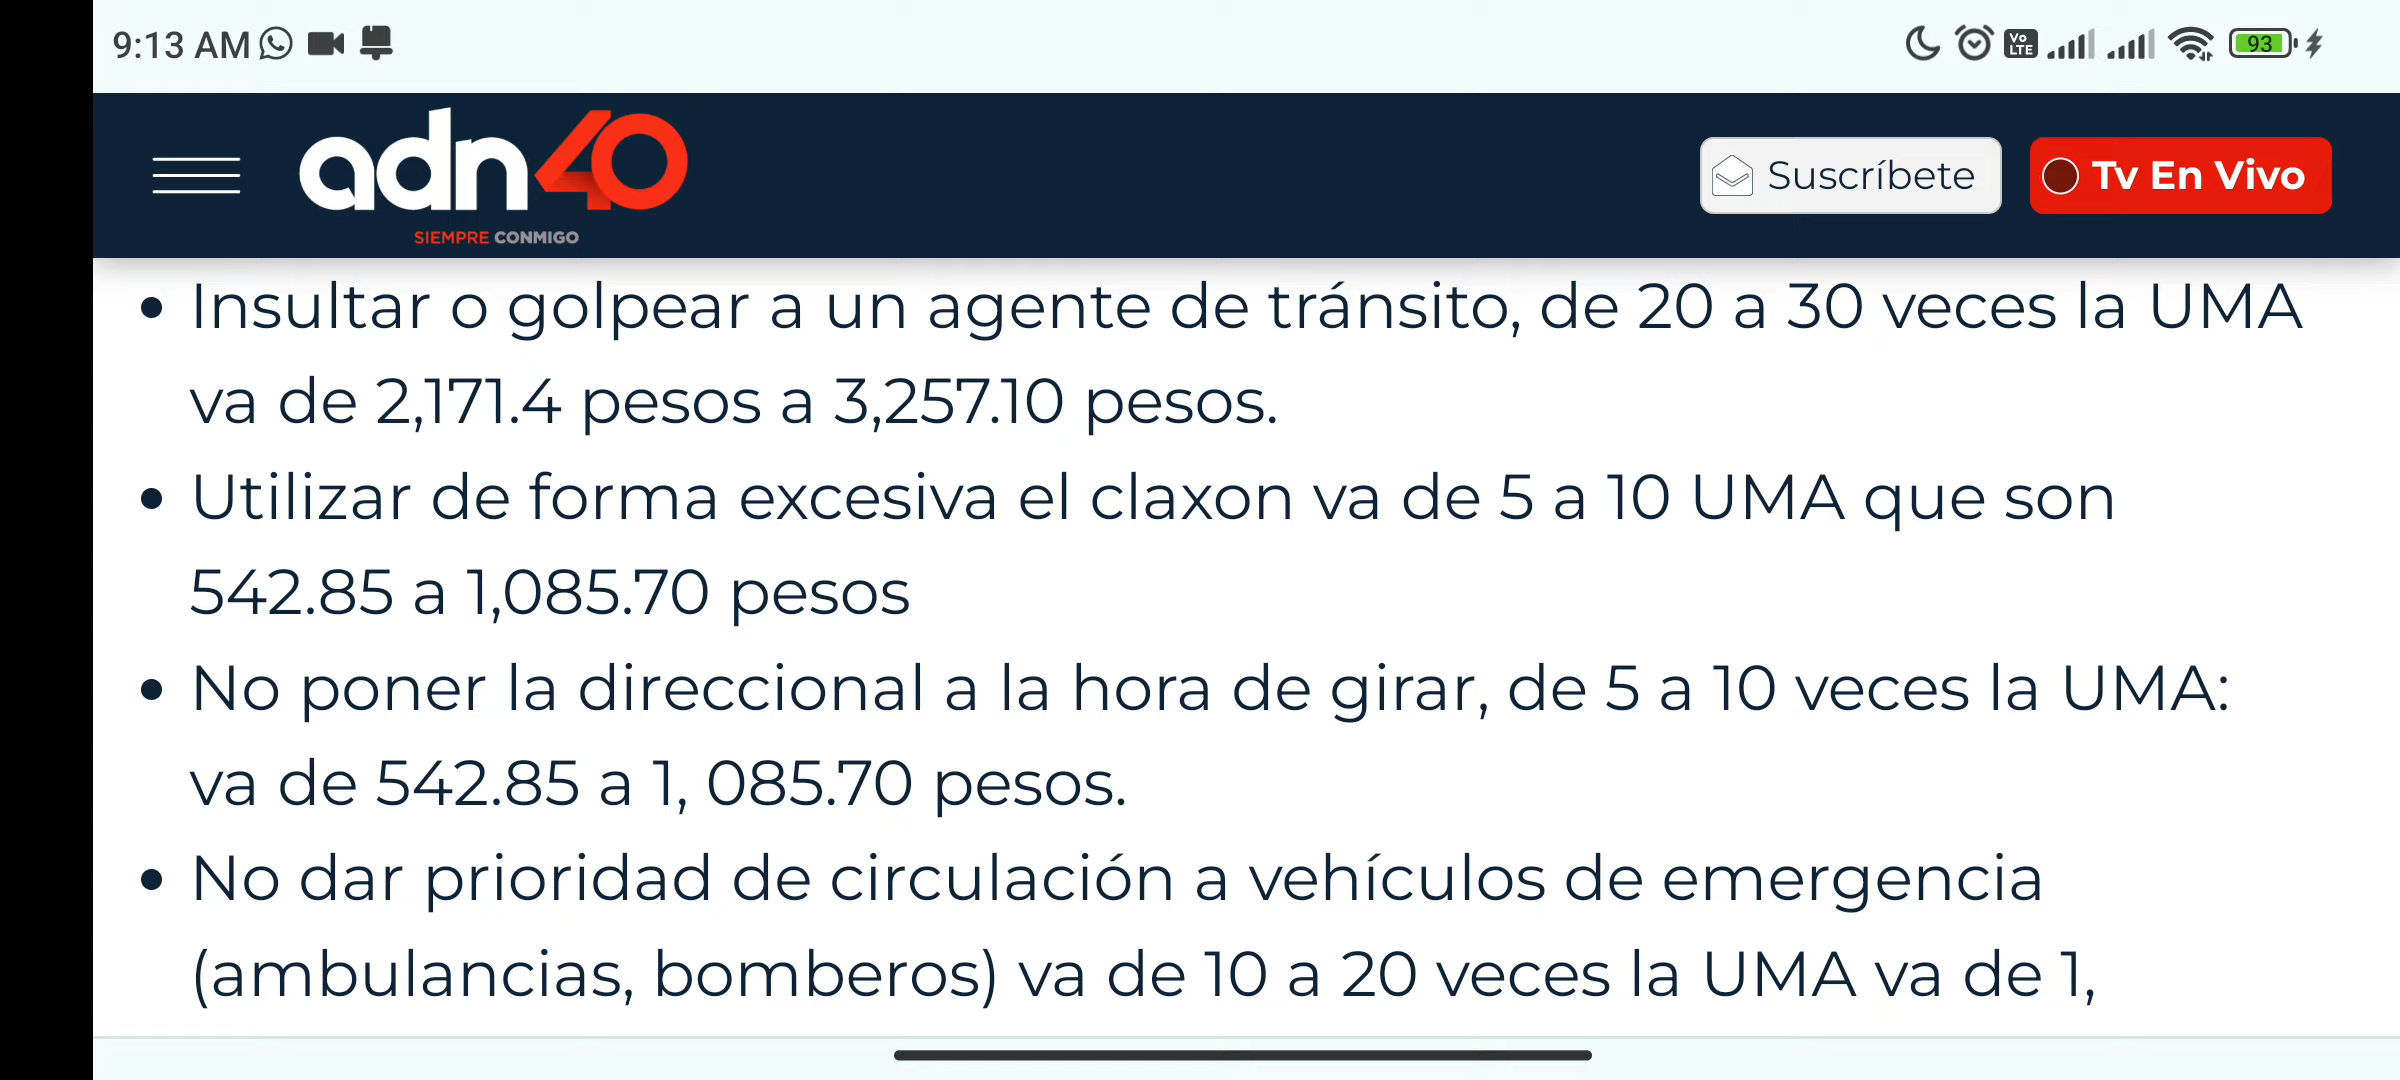 9:13 AM
Vo LTE
93
adn40
SIEMPRE CONMIGO
Suscríbete
Tv En Vivo
• Insultar o golpear a un agente de tránsito, de 20 a 30 veces la UMA
va de 2,171.4 pesos a 3,257.10 pesos.
• Utilizar de forma excesiva el claxon va de 5 a 10 UMA que son
542.85 a 1,085.70 pesos
• No poner la direccional a la hora de girar, de 5 a 10 veces la UMA:
va de 542.85 a 1, 085.70 pesos.
• No dar prioridad de circulación a vehículos de emergencia
(ambulancias, bomberos) va de 10 a 20 veces la UMA va de 1,